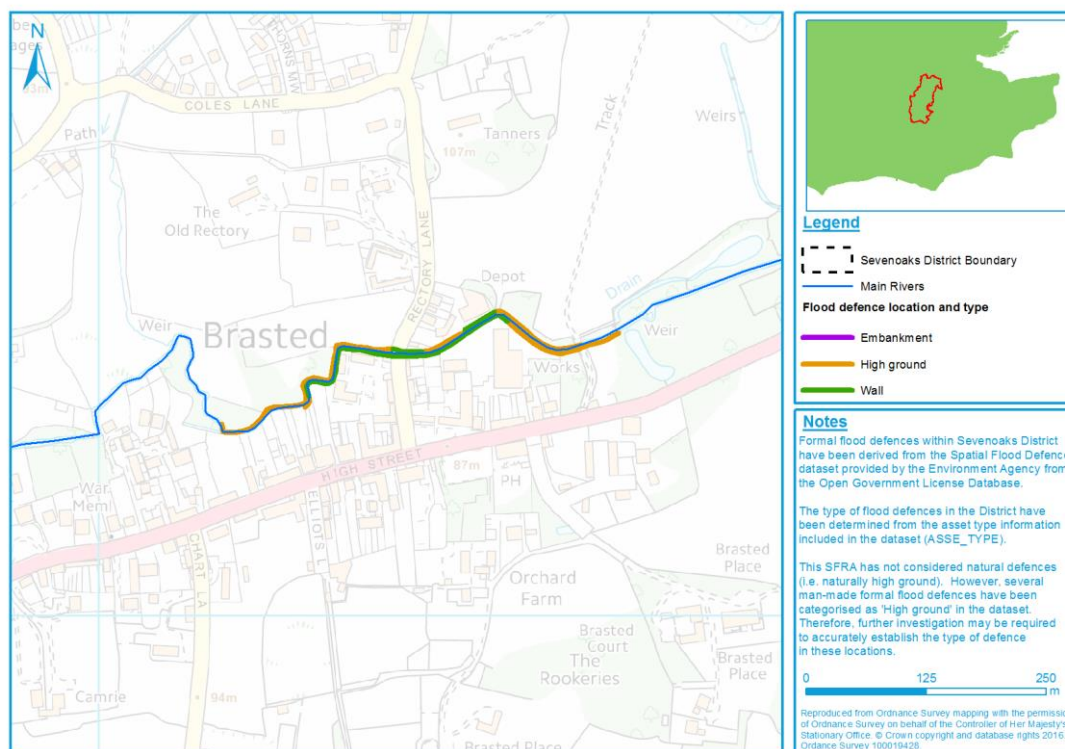 N
ages
93m
THORNS MW
COLES LANE
Path
Track
Weirs
Tanners
107m
The
Old Rectory
RECTORY LANE
Depot
Drain
Weir
Brasted
Weir
Works
HIGH STREET
87m
PH
War
Meml
ELLIOTS
CHART LA
Orchard
Farm
Brasted
Place
Brasted
Court
The
Rookeries
Brasted
Place
Camrie
94m
Brasted Place
Legend
Sevenoaks District Boundary
Main Rivers
Flood defence location and type
Embankment
High ground
Wall
Notes
Formal flood defences within Sevenoaks District
have been derived from the Spatial Flood Defence
dataset provided by the Environment Agency from
the Open Government License Database.
The type of flood defences in the District have
been determined from the asset type information
included in the dataset (ASSE_TYPE).
This SFRA has not considered natural defences
(i.e. naturally high ground). However, several
man-made formal flood defences have been
categorised as 'High ground' in the dataset.
Therefore, further investigation may be required
to accurately establish the type of defence
in these locations.
0 125 250
m
Reproduced from Ordnance Survey mapping with the permissio
of Ordnance Survey on behalf of the Controller of Her Majesty's
Stationary Office. © Crown copyright and database rights 2016
Ordance Survey 100019428